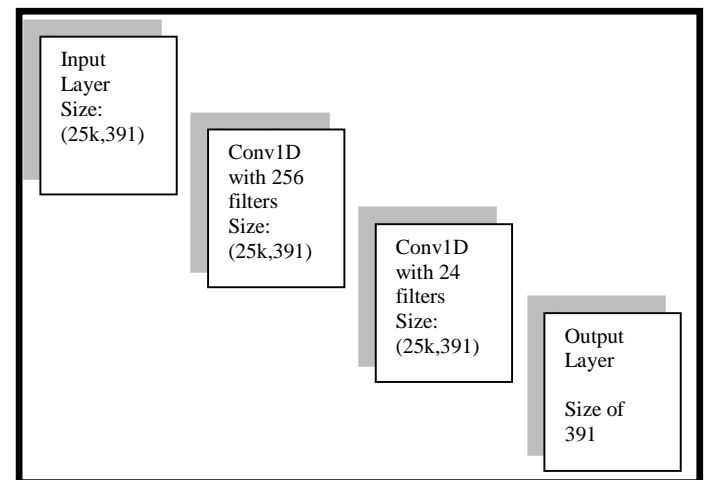 Input
Layer
Size:
(25k,391)
Conv1D
with 256
filters
Size:
(25k,391)
Conv1D
with 24
filters
Size:
(25k,391)
Output
Layer
Size of
391